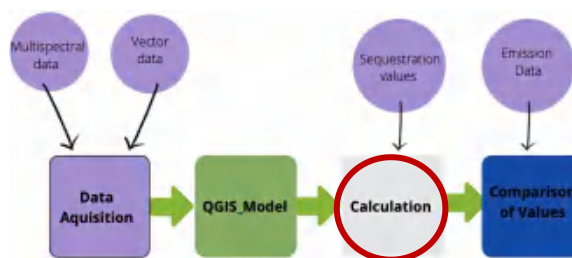 Multispectral
data
Vector
data
Sequestration
values
Emission
Data
Data
Aquisition
QGIS_Model
Calculation
Comparison
of Values